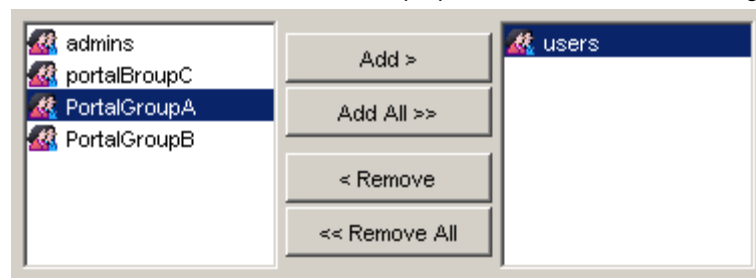 admins
portalBroupC
PortalGroupA
PortalGroupB
Add >
Add All >>
< Remove
<< Remove All
users